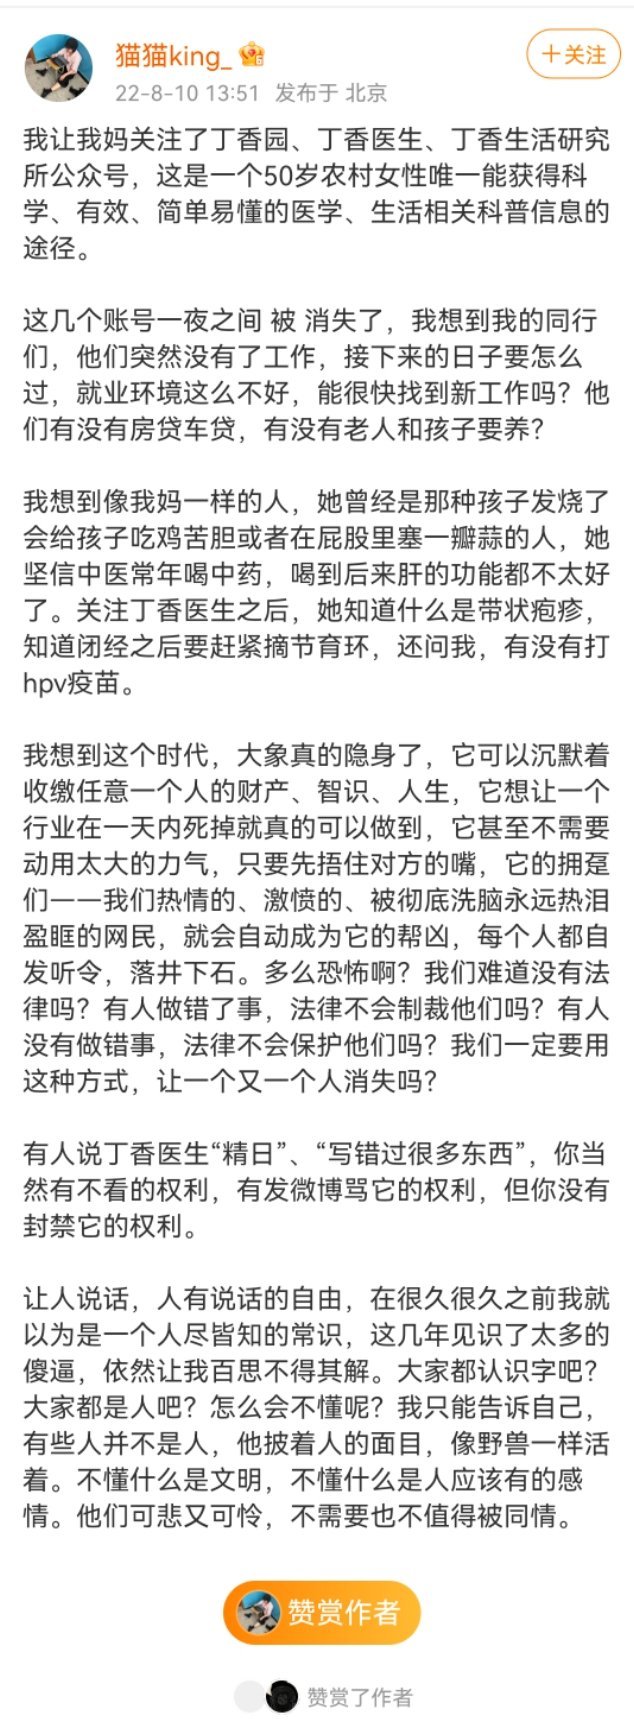 猫猫king_
+关注
22-8-10 13:51 发布于 北京
我让我妈关注了丁香园、丁香医生、丁香生活研究
所公众号，这是一个50岁农村女性唯一能获得科
学、有效、简单易懂的医学、生活相关科普信息的
途径。
这几个账号一夜之间 被 消失了，我想到我的同行
们，他们突然没有了工作，接下来的日子要怎么
过，就业环境这么不好，能很快找到新工作吗？他
们有没有房贷车贷，有没有老人和孩子要养？
我想到像我妈一样的人，她曾经是那种孩子发烧了
会给孩子吃鸡苦胆或者在屁股里塞一瓣蒜的人，她
坚信中医常年喝中药，喝到后来肝的功能都不太好
了。关注丁香医生之后，她知道什么是带状疱疹，
知道闭经之后要赶紧摘节育环，还问我，有没有打
hpv疫苗。
我想到这个时代，大象真的隐身了，它可以沉默着
收缴任意一个人的财产、智识、人生，它想让一个
行业在一天内死掉就真的可以做到，它甚至不需要
动用太大的力气，只要先捂住对方的嘴，它的拥趸
们——我们热情的、激愤的、被彻底洗脑永远热泪
盈眶的网民，就会自动成为它的帮凶，每个人都自
发听令，落井下石。多么恐怖啊？我们难道没有法
律吗？有人做错了事，法律不会制裁他们吗？有人
没有做错事，法律不会保护他们吗？我们一定要用
这种方式，让一个又一个人消失吗？
有人说丁香医生“精日”、“写错过很多东西”，你当
然有不看的权利，有发微博骂它的权利，但你没有
封禁它的权利。
让人说话，人有说话的自由，在很久很久之前我就
以为是一个人尽皆知的常识，这几年见识了太多的
傻逼，依然让我百思不得其解。大家都认识字吧？
大家都是人吧？怎么会不懂呢？我只能告诉自己，
有些人并不是人，他披着人的面目，像野兽一样活
着。不懂什么是文明，不懂什么是人应该有的感
情。他们可悲又可怜，不需要也不值得被同情。
赞赏作者
赞赏了作者